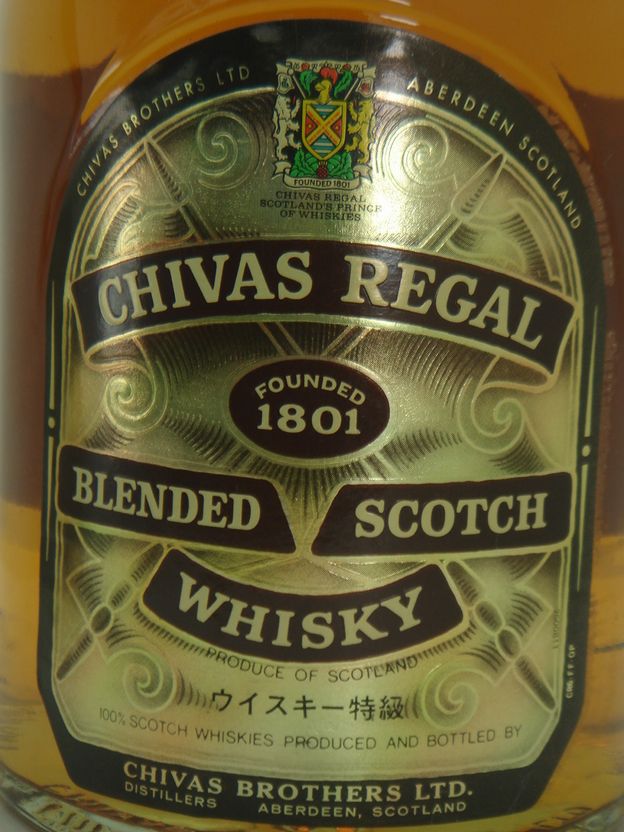 CHIVAS BROTHERS LTD
ABERDEEN SCOTLAND
FOUNDED 1801
CHIVAS REGAL
SCOTLAND'S PRINCE
OF WHISKIES
CHIVAS REGAL
FOUNDED
1801
BLENDED SCOTCH
WHISKY
PRODUCE OF SCOTLAND
ウイスキー特級
100% SCOTCH WHISKIES PRODUCED AND BOTTLED BY
CHIVAS BROTHERS LTD.
DISTILLERS ABERDEEN, SCOTLAND